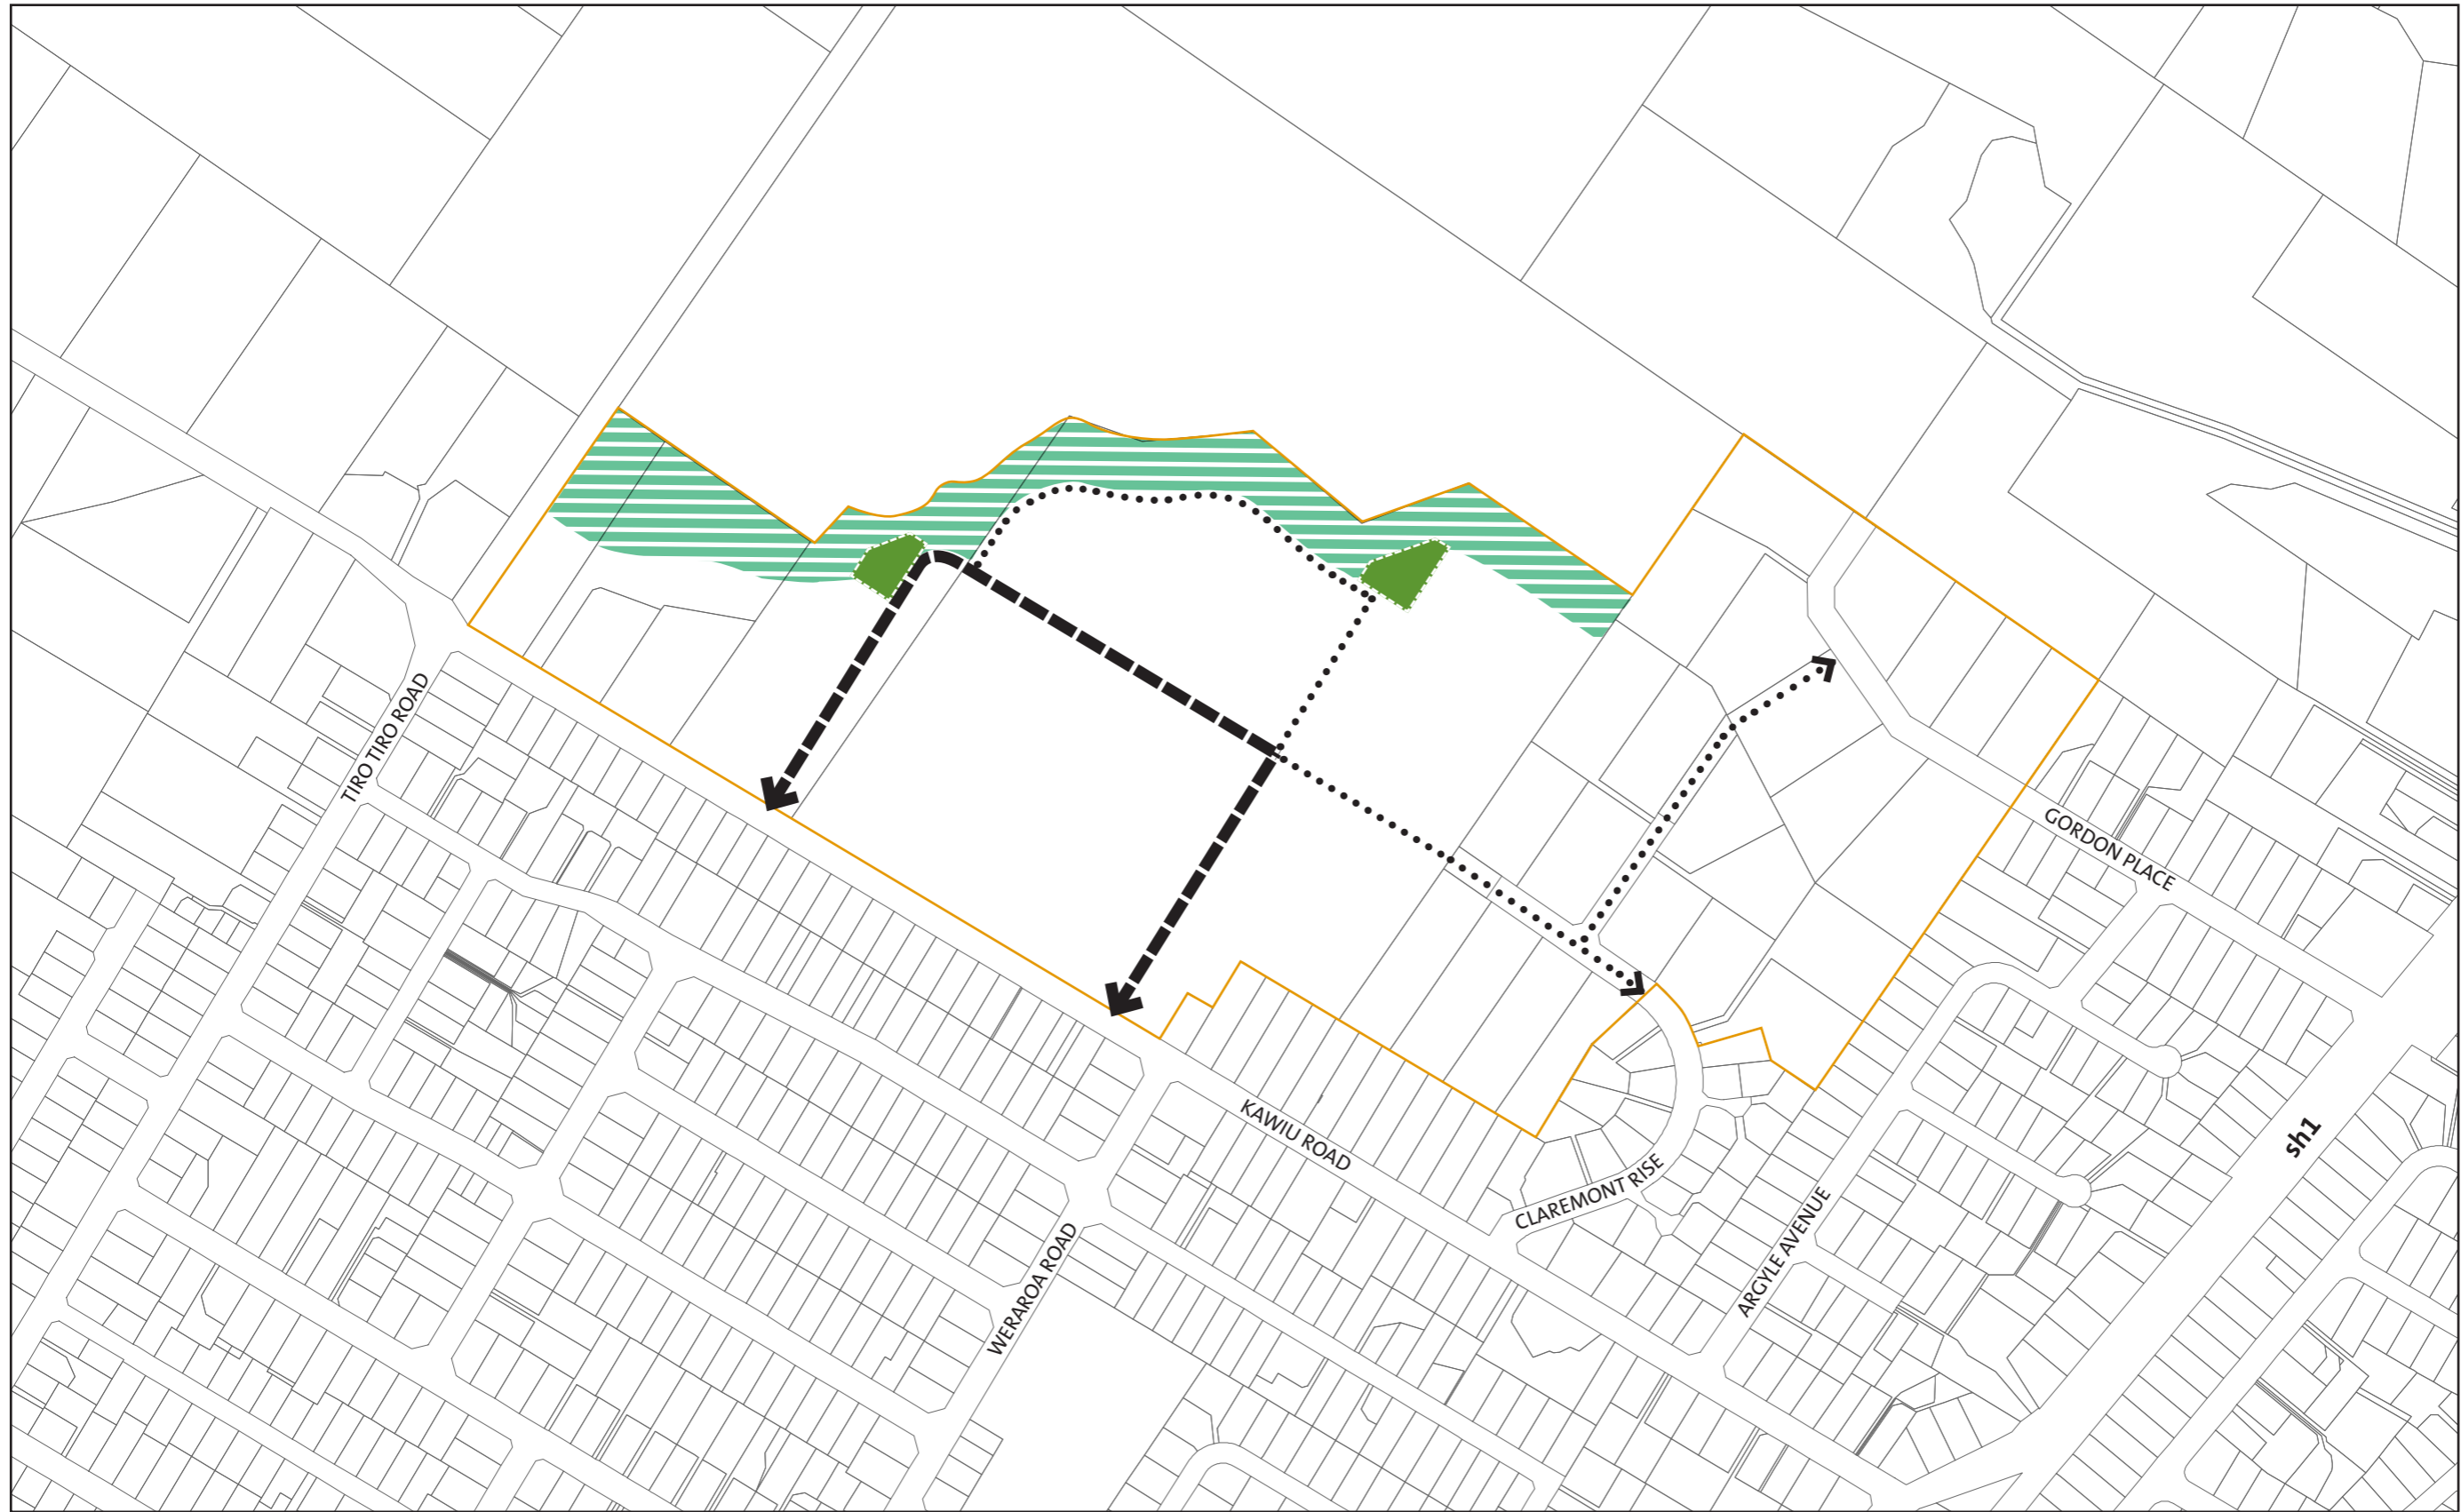 TIRO TIRO ROAD
GORDON PLACE
KAWIU ROAD
sh1
CLAREMONT RISE
ARGYLE AVENUE
WERAROA ROAD